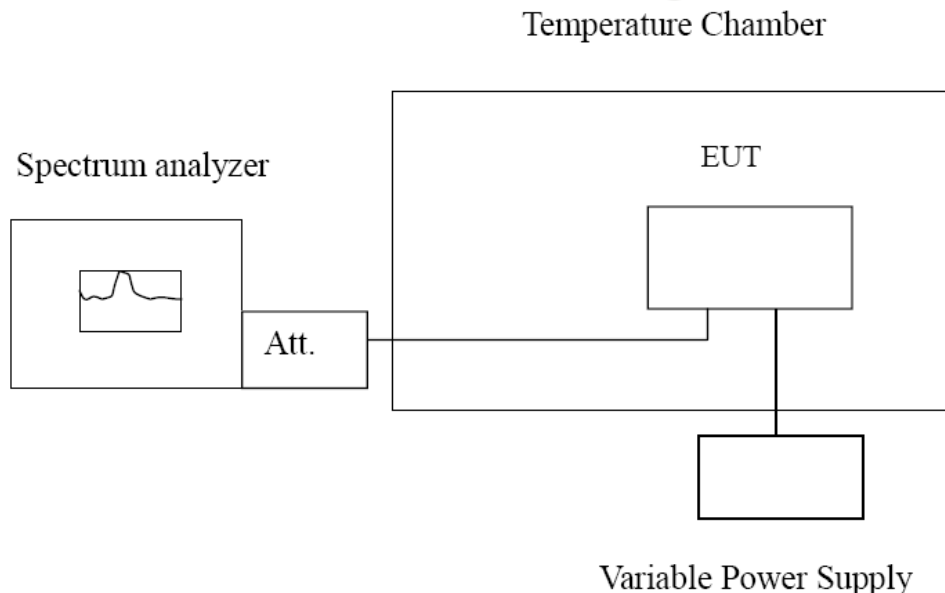 Temperature Chamber
Spectrum analyzer
EUT
Att.
Variable Power Supply